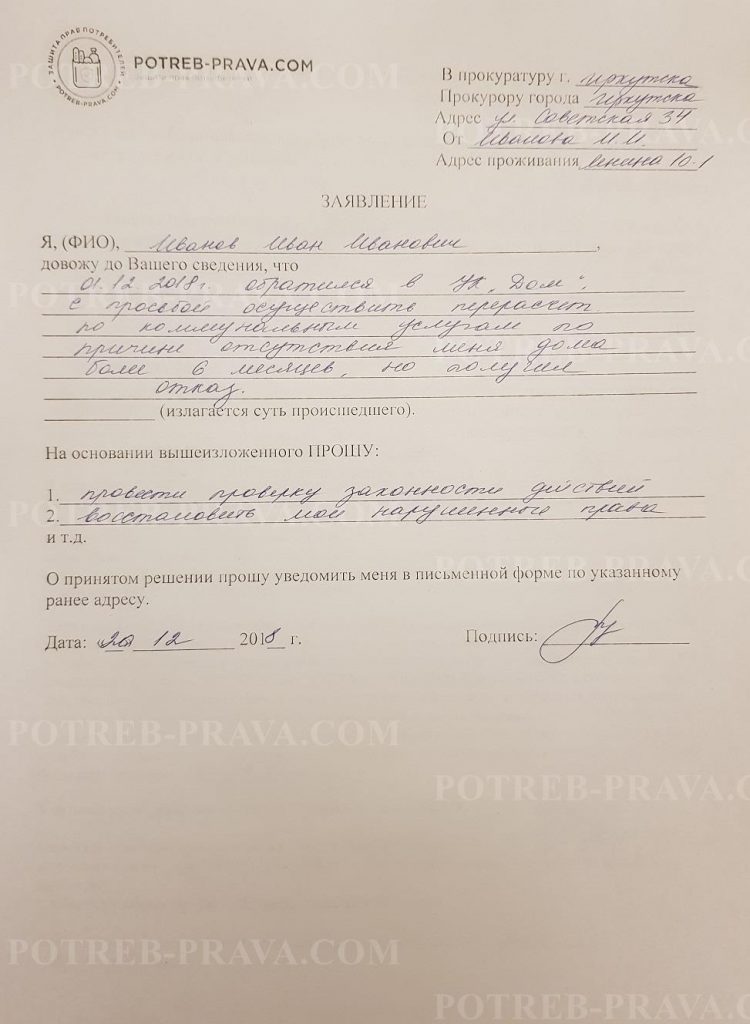 ЗАЩИТА ПРАВ ПОТРЕБИТЕЛЕЙ
POTREB-PRAVA.COM
POTREB-PRAVA.COM
В прокуратуру г. Иркутска
Прокурору города Иркутска
Адрес ул. Советская 34
От Иванова И.И.
Адрес проживания Ленина 10-1
ЗАЯВЛЕНИЕ
Я, (ФИО), Иванов Иван Иванович,
довожу до Вашего сведения, что
01.12.2018г. обратился в УК „Дом",
с просьбой осуществить перерасчет
по коммунальным услугам по
причине отсутствия меня дома
более 6 месяцев, но получил
отказ.
(излагается суть происшедшего).
На основании вышеизложенного ПРОШУ:
1. провести проверку законности действий
2. восстановить мои нарушенные права
и т.д.
О принятом решении прошу уведомить меня в письменной форме по указанному
ранее адресу.
Дата: «20» 12 2018 г. Подпись:
POTREB-PRAVA.COM
POTREB-PRAVA.COM
POTREB-PRAVA.COM
POTREB-PRAVA.COM